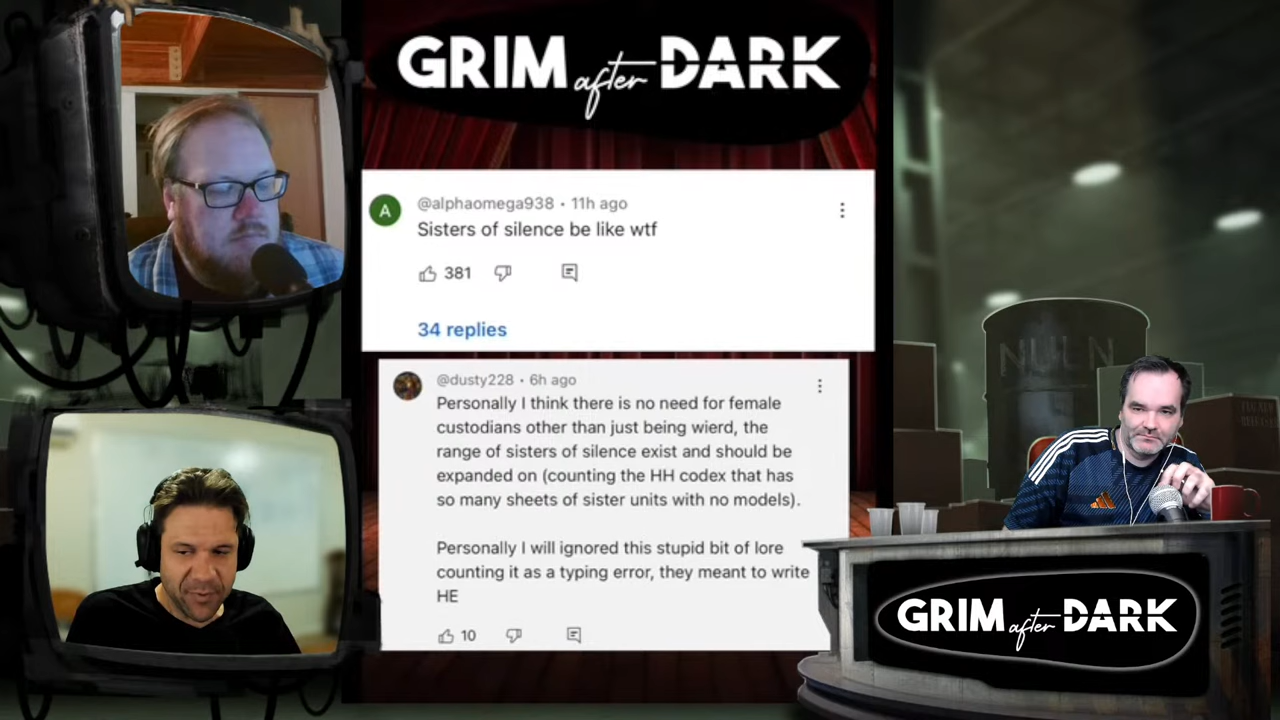 GRIM after DARK
A
@alphaomega938 • 11h ago
Sisters of silence be like wtf
381
34 replies
@dusty228 • 6h ago
Personally I think there is no need for female
custodians other than just being wierd, the
range of sisters of silence exist and should be
expanded on (counting the HH codex that has
so many sheets of sister units with no models).
Personally I will ignored this stupid bit of lore
counting it as a typing error, they meant to write
HE
10
NULN
GRIM after DARK